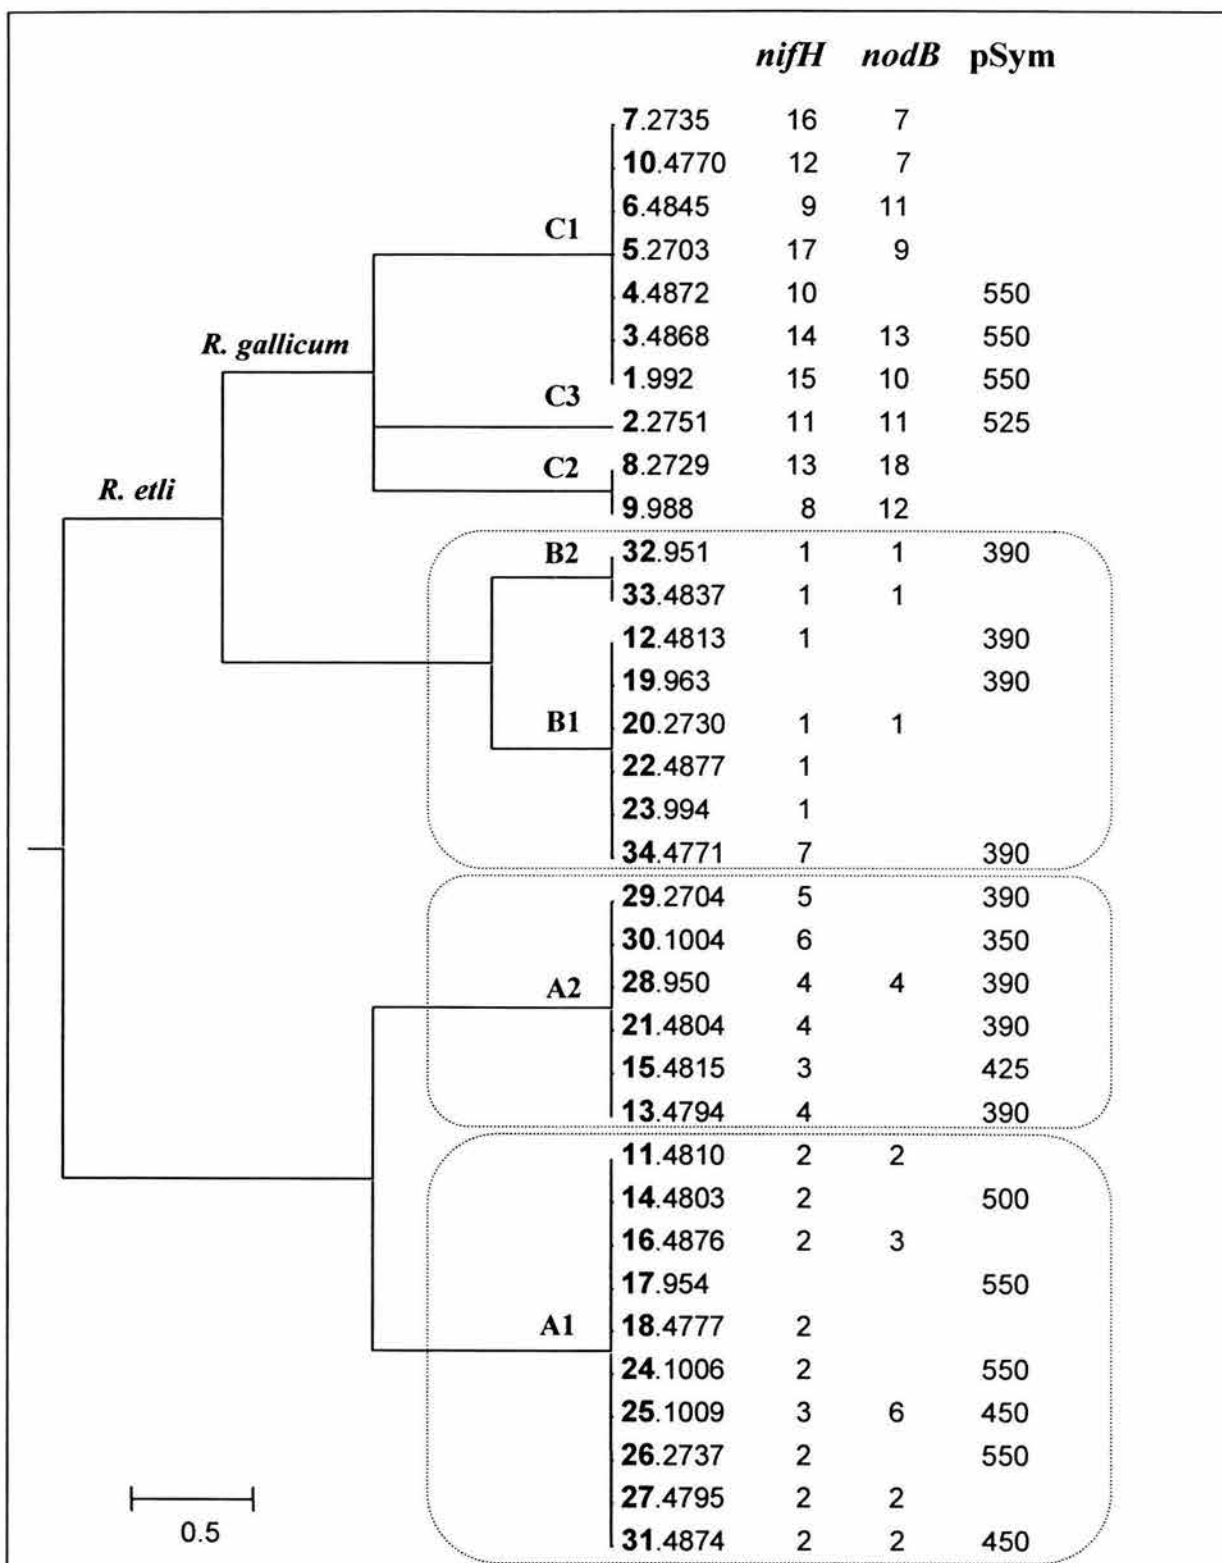 nifH nodB pSym
7.2735 16 7
10.4770 12 7
6.4845 9 11
C1
5.2703 17 9
4.4872 10 550
3.4868 14 13 550
R. gallicum
1.992 15 10 550
C3
2.2751 11 11 525
C2 8.2729 13 18
R. etli
9.988 8 12
B2 32.951 1 1 390
33.4837 1 1
12.4813 1 390
19.963 390
B1 20.2730 1 1
22.4877 1
23.994 1
34.4771 7 390
29.2704 5 390
30.1004 6 350
A2 28.950 4 4 390
21.4804 4 390
15.4815 3 425
13.4794 4 390
11.4810 2 2
14.4803 2 500
16.4876 2 3
17.954 550
A1 18.4777 2
24.1006 2 550
25.1009 3 6 450
26.2737 2 550
27.4795 2 2
0.5
31.4874 2 2 450